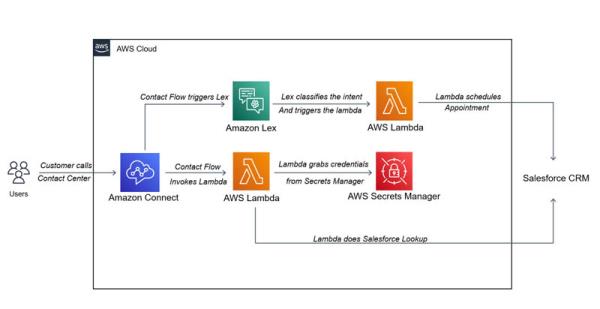 aws
AWS Cloud
Contact Flow triggers Lex
Lex classifies the intent
And triggers the lambda
Lambda schedules
Appointment
Amazon Lex
AWS Lambda
Customer calls
Contact Center
Users
Contact Flow
Invokes Lambda
Lambda grabs credentials
from Secrets Manager
Amazon Connect
AWS Lambda
AWS Secrets Manager
Salesforce CRM
Lambda does Salesforce Lookup